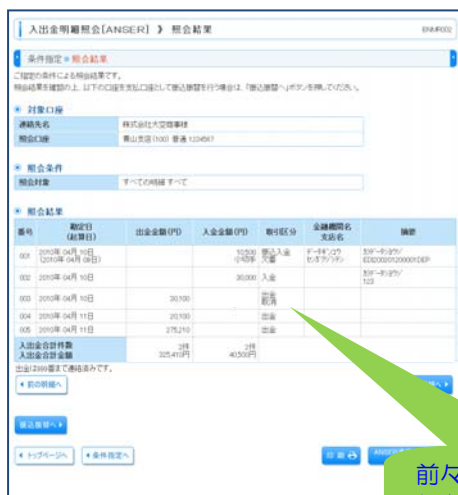 入出金明細照会[ANSER] 》 照会結果
ENMR002
条件指定 ▪ 照会結果
ご指定の条件による照会結果です。
照会結果を確認の上、以下の口座を支払口座として振込振替を行う場合は、「振込振替へ」ボタンを押してください。
対象口座
連絡先名 株式会社大空商事様
照会口座 青山支店(100) 普通 1234567
照会条件
照会対象 すべての明細 すべて
照会結果
番号 勘定日 (起算日) 出金金額(円) 入金金額(円) 取引区分 金融機関名 支店名 摘要
001 2010年 04月 10日 (2010年 04月 09日) 10,500 小切手 振込入金 交番
EDI00201200001DEP
002 2010年 04月 10日 30,000 入金
123
003 2010年 04月 10日 30,100 出金 取消
004 2010年 04月 11日 20,100 出金
005 2010年 04月 11日 275,210 出金
入出金合計件数 3件 2件
入出金合計金額 325,410円 40,500円
出金は999番まで連絡済みです。
前の明細へ
振込振替へ
トップページへ 条件指定へ 印刷
前々